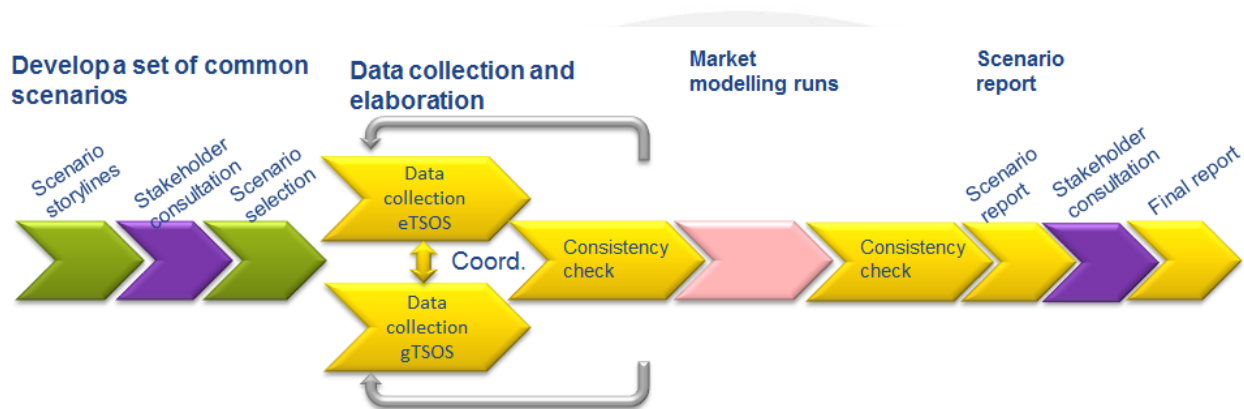 Develop a set of common
scenarios
Data collection and
elaboration
Market
modelling runs
Scenario
report
Scenario
storylines
Stakeholder
consultation
Scenario
selection
Data
collection
eTSOS
Coord.
Data
collection
gTSOS
Consistency
check
Consistency
check
Scenario
report
Stakeholder
consultation
Final report